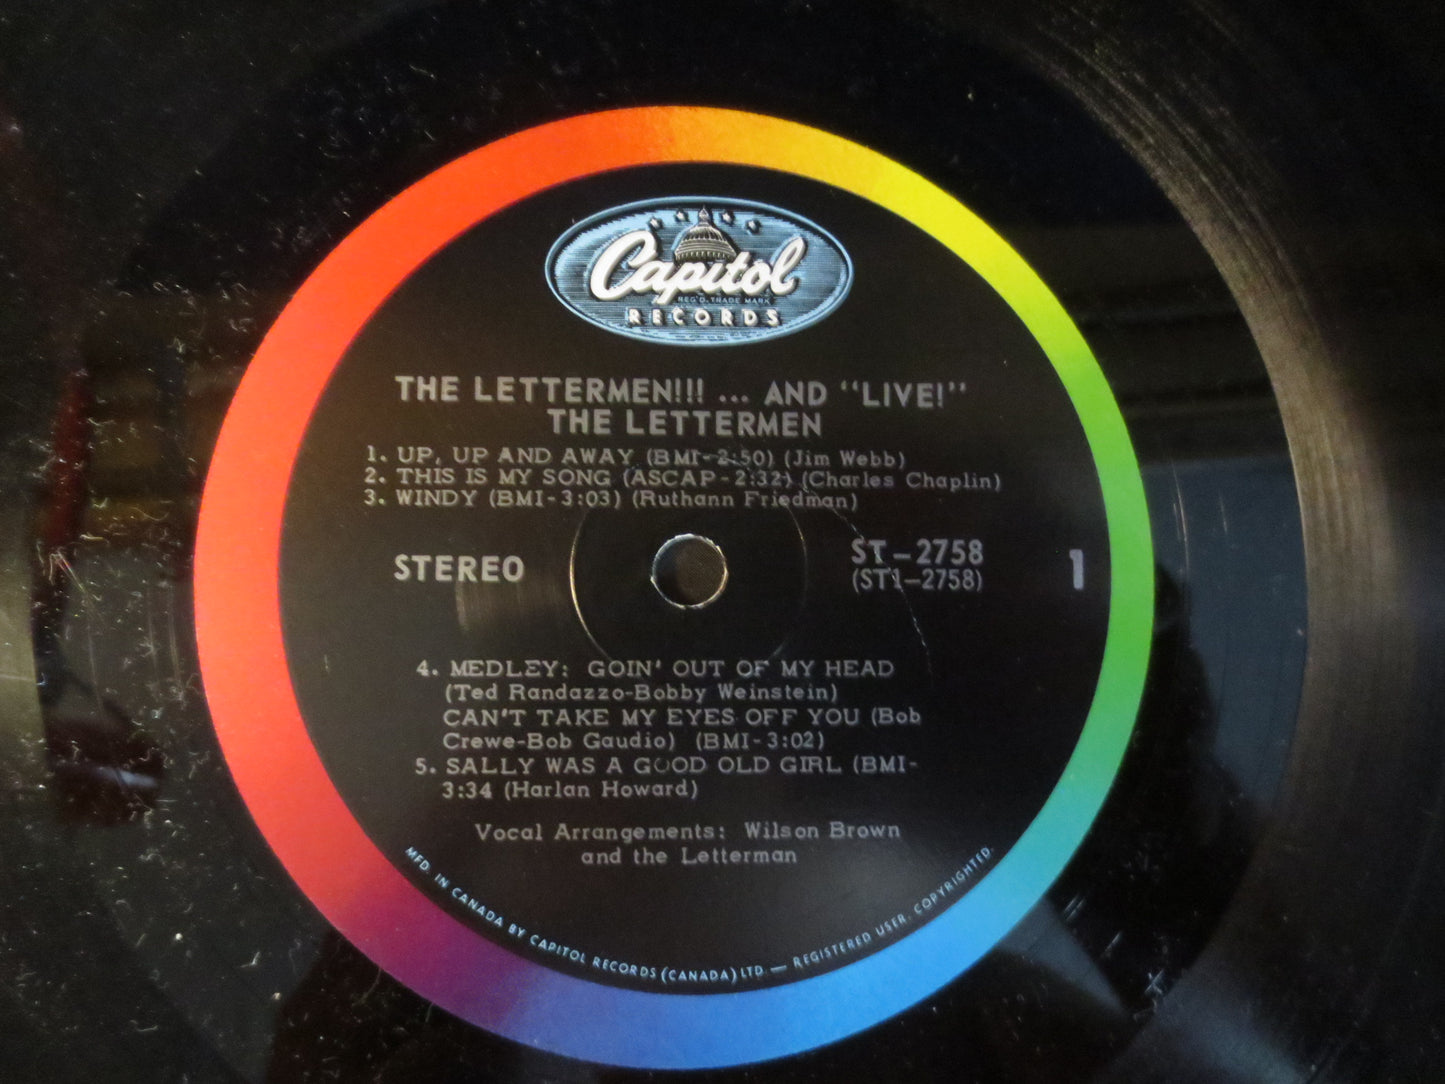 Capitol
REG'D. TRADE MARK
RECORDS
THE LETTERMEN!!! ... AND "LIVE!"
THE LETTERMEN
1. UP, UP AND AWAY (BMI-2:50) (Jim Webb)
2. THIS IS MY SONG (ASCAP-2:32) (Charles Chaplin)
3. WINDY (BMI-3:03) (Ruthann Friedman)
STEREO
ST-2758
(ST1-2758)
1
4. MEDLEY: GOIN' OUT OF MY HEAD
(Ted Randazzo-Bobby Weinstein)
CAN'T TAKE MY EYES OFF YOU (Bob
Crewe-Bob Gaudio) (BMI-3:02)
5. SALLY WAS A GOOD OLD GIRL (BMI-
3:34 (Harlan Howard)
Vocal Arrangements: Wilson Brown
and the Letterman
MFD. IN CANADA BY CAPITOL RECORDS (CANADA) LTD — REGISTERED USER. COPYRIGHTED.